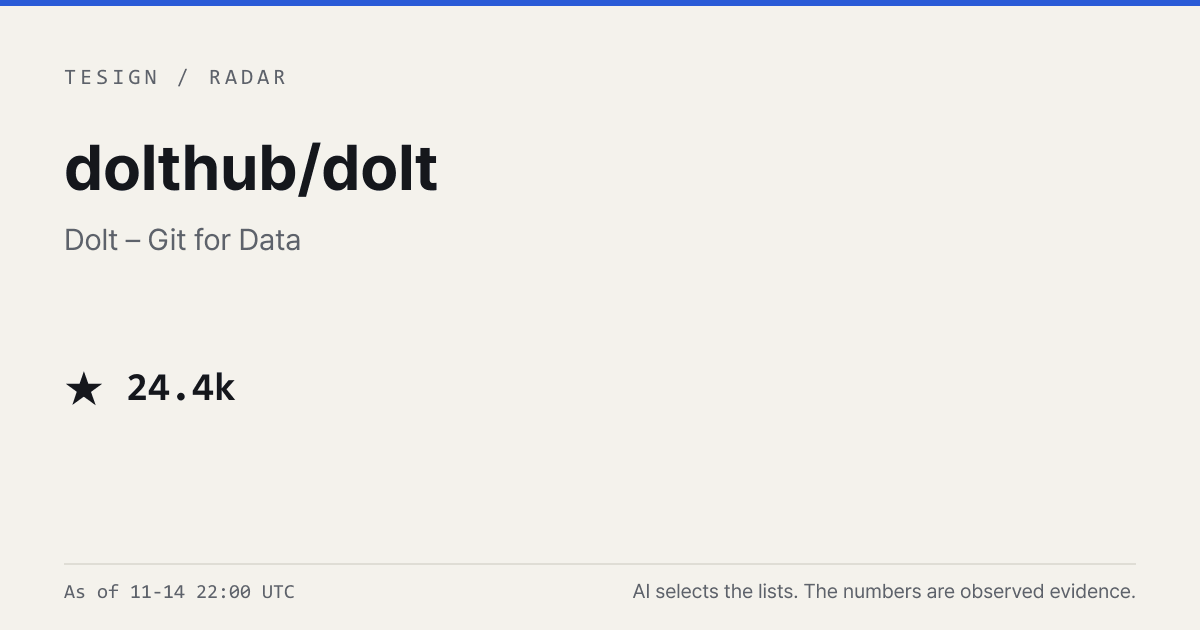 TESIGN / RADAR
dolthub/dolt
Dolt – Git for Data
★ 24.4k
As of 11-14 22:00 UTC
AI selects the lists. The numbers are observed evidence.